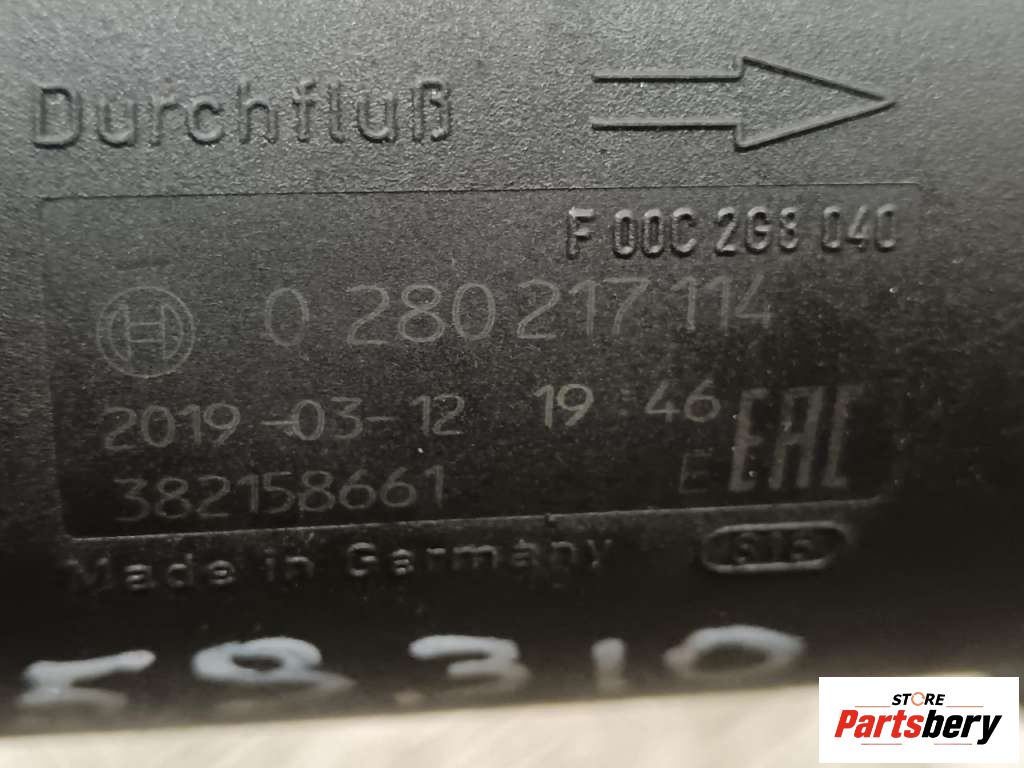 Durchfluß
F 00C 2G8 040
0 280 217 114
2019-03-12 19 46
382158661 E EAC
Made in Germany
STORE
Partsbery